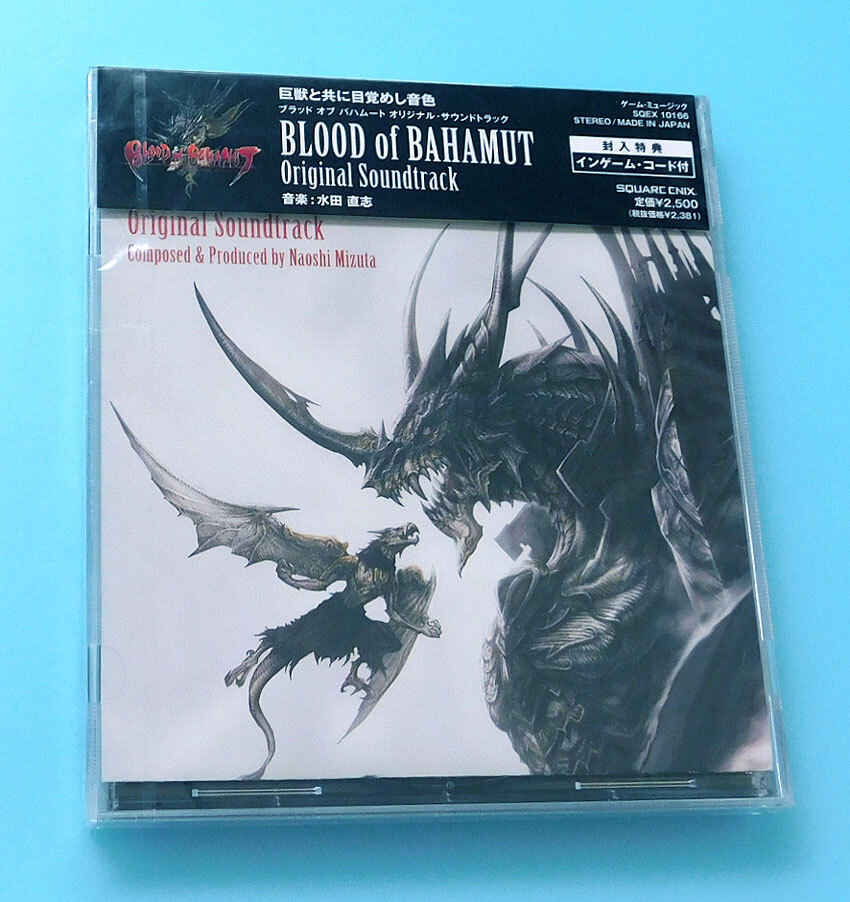 BLOOD of BAHAMUT
巨獣と共に目覚めし音色
ブラッド オブ バハムート オリジナル・サウンドトラック
BLOOD of BAHAMUT
Original Soundtrack
音楽：水田 直志
ゲーム・ミュージック
SQEX 10166
STEREO/MADE IN JAPAN
封入特典
インゲーム・コード付
SQUARE ENIX.
定価¥2,500
(税抜価格¥2,381)
Original Soundtrack
Composed & Produced by Naoshi Mizuta